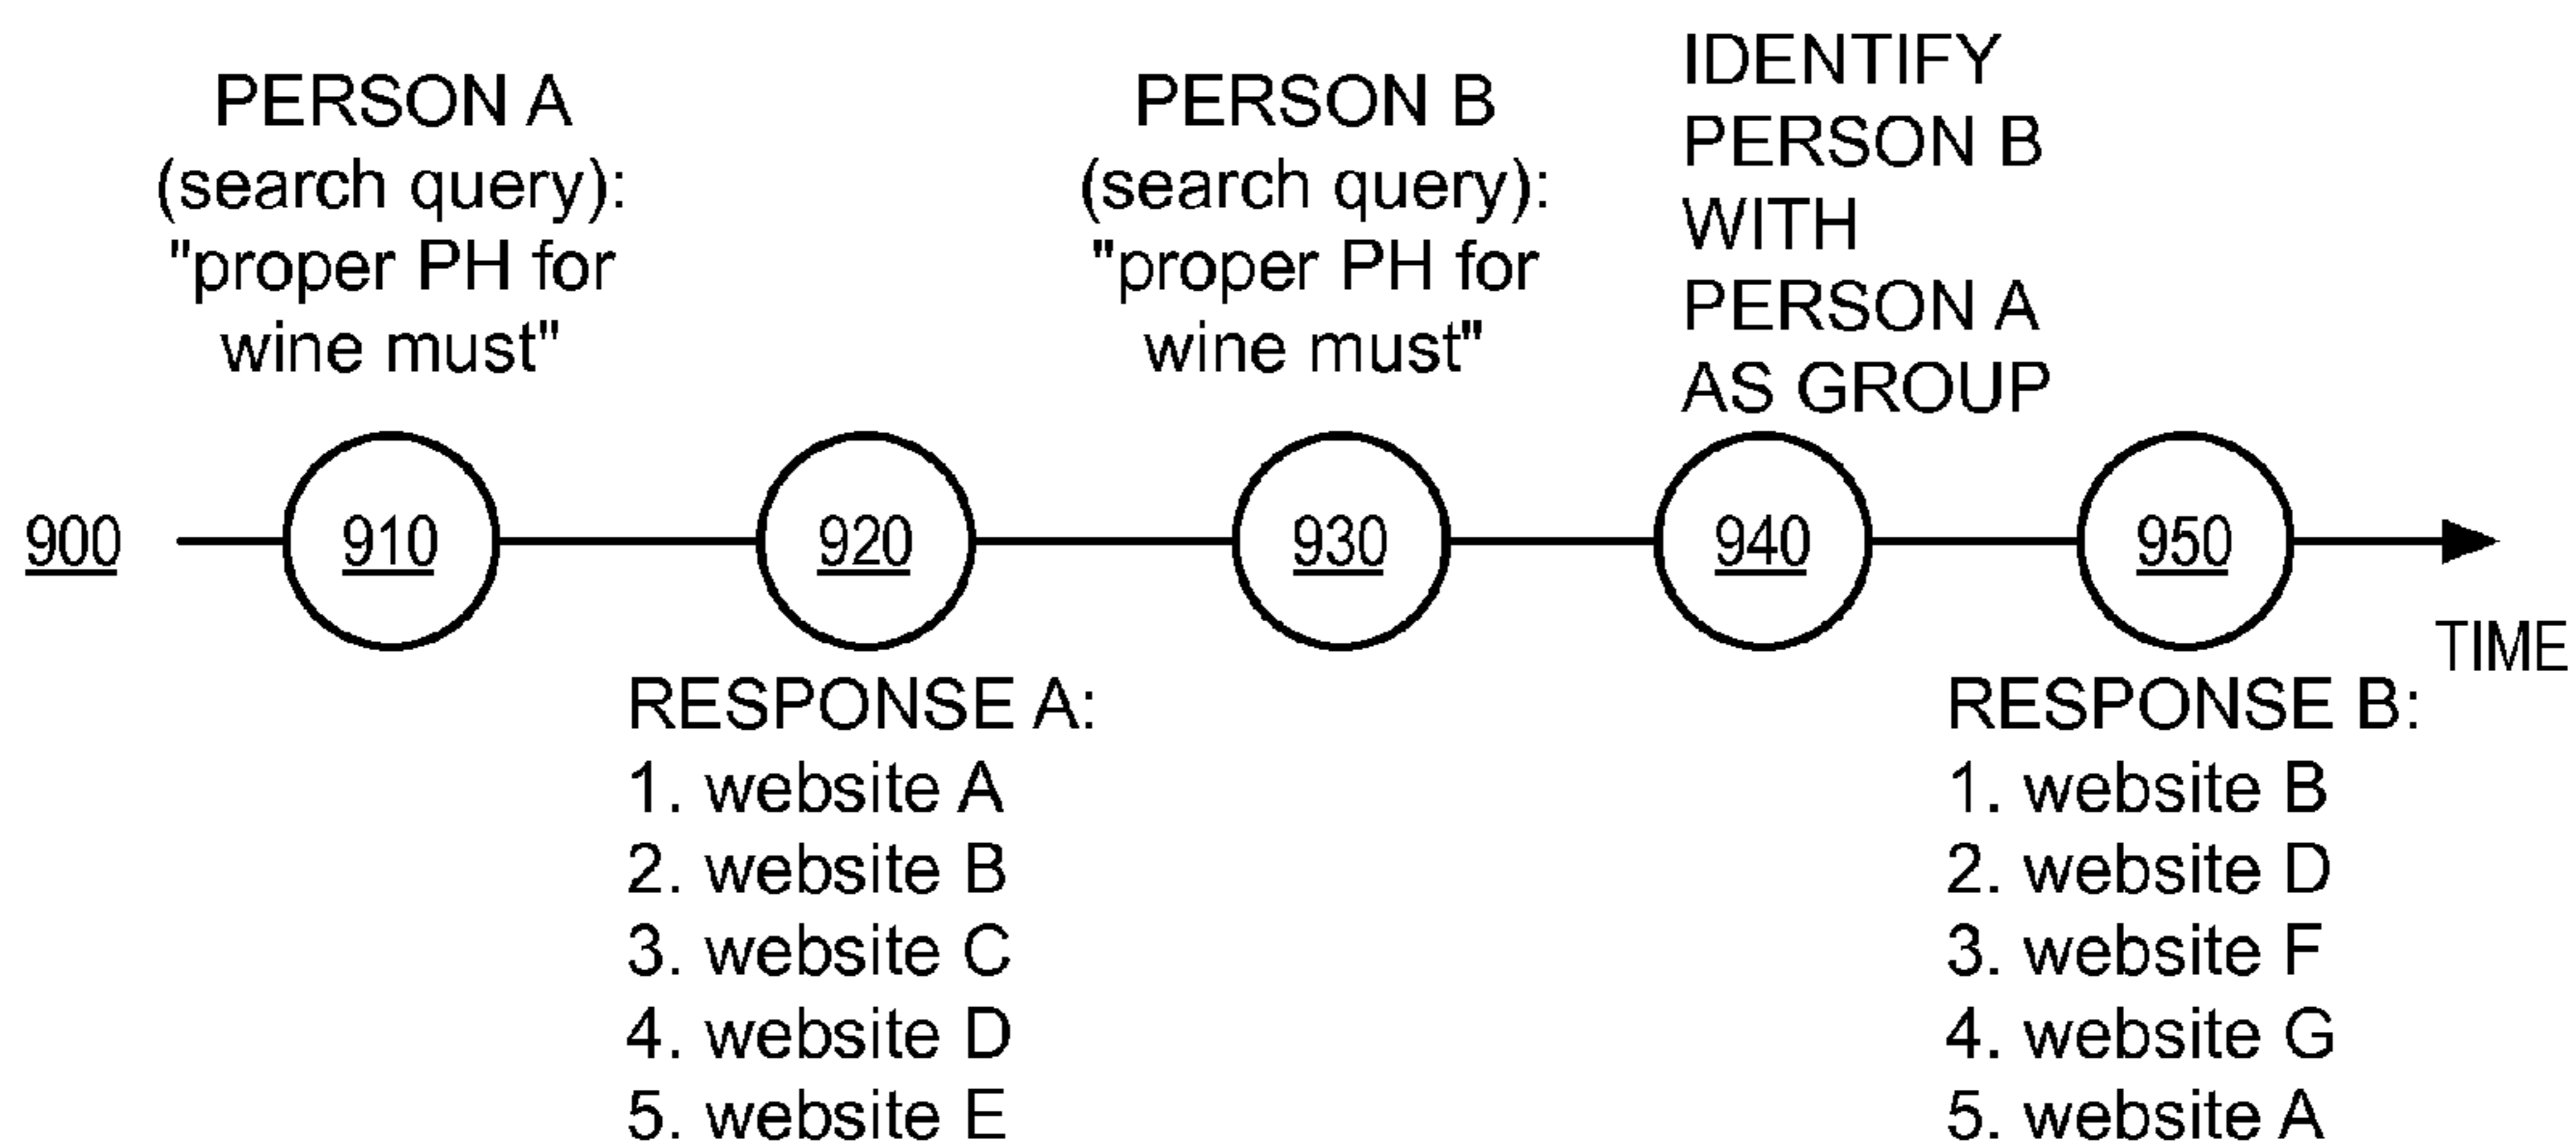 PERSON A
(search query):
"proper PH for
wine must"
PERSON B
(search query):
"proper PH for
wine must"
IDENTIFY
PERSON B
WITH
PERSON A
AS GROUP
900
910
920
930
940
950
TIME
RESPONSE A:
1. website A
2. website B
3. website C
4. website D
5. website E
RESPONSE B:
1. website B
2. website D
3. website F
4. website G
5. website A